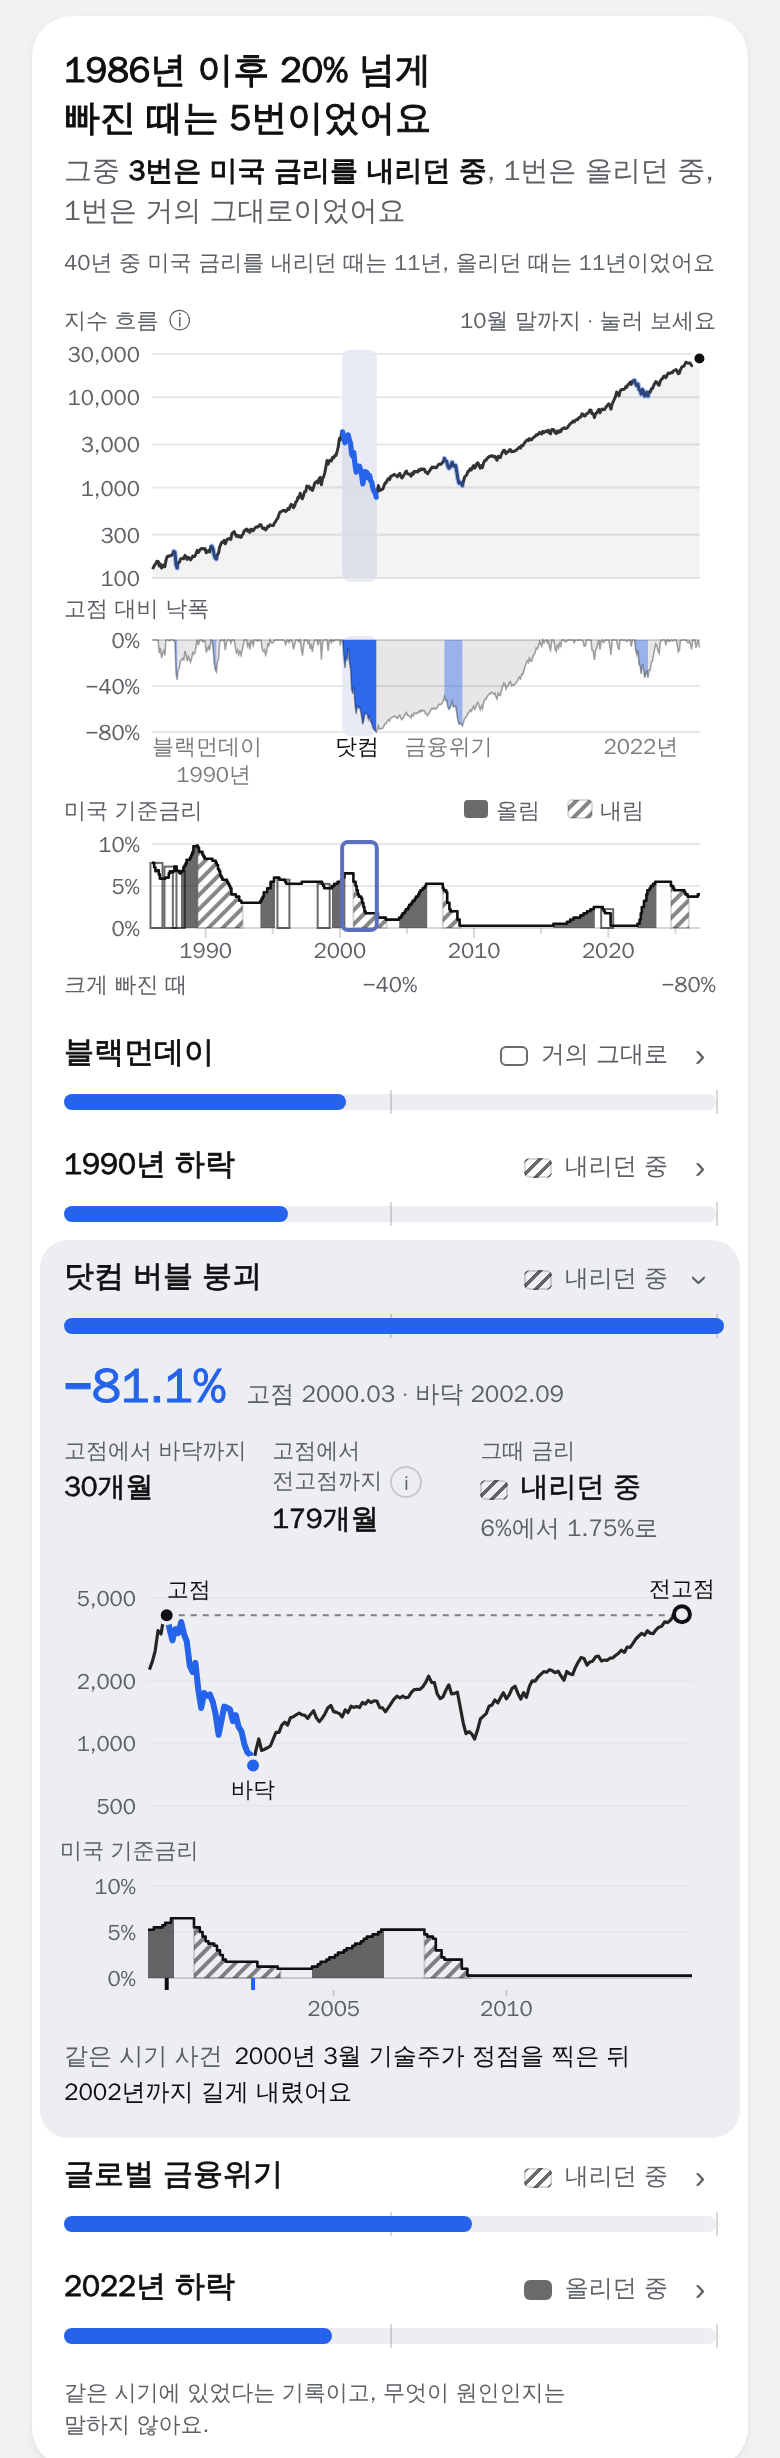 1986년 이후 20% 넘게
빠진 때는 5번이었어요
그중 3번은 미국 금리를 내리던 중, 1번은 올리던 중,
1번은 거의 그대로이었어요
40년 중 미국 금리를 내리던 때는 11년, 올리던 때는 11년이었어요
지수 흐름 ⓘ 10월 말까지 · 눌러 보세요
30,000
10,000
3,000
1,000
300
100
고점 대비 낙폭
0%
−40%
−80%
블랙먼데이 닷컴 금융위기 2022년
1990년
미국 기준금리 올림 내림
10%
5%
0%
1990 2000 2010 2020
크게 빠진 때 −40% −80%
블랙먼데이 거의 그대로 ›
1990년 하락 내리던 중 ›
닷컴 버블 붕괴 내리던 중
−81.1% 고점 2000.03 · 바닥 2002.09
고점에서 바닥까지 고점에서 그때 금리
30개월 전고점까지 ⓘ 내리던 중
179개월 6%에서 1.75%로
고점 전고점
5,000
2,000
1,000
바닥
500
미국 기준금리
10%
5%
0%
2005 2010
같은 시기 사건 2000년 3월 기술주가 정점을 찍은 뒤
2002년까지 길게 내렸어요
글로벌 금융위기 내리던 중 ›
2022년 하락 올리던 중 ›
같은 시기에 있었다는 기록이고, 무엇이 원인인지는
말하지 않아요.